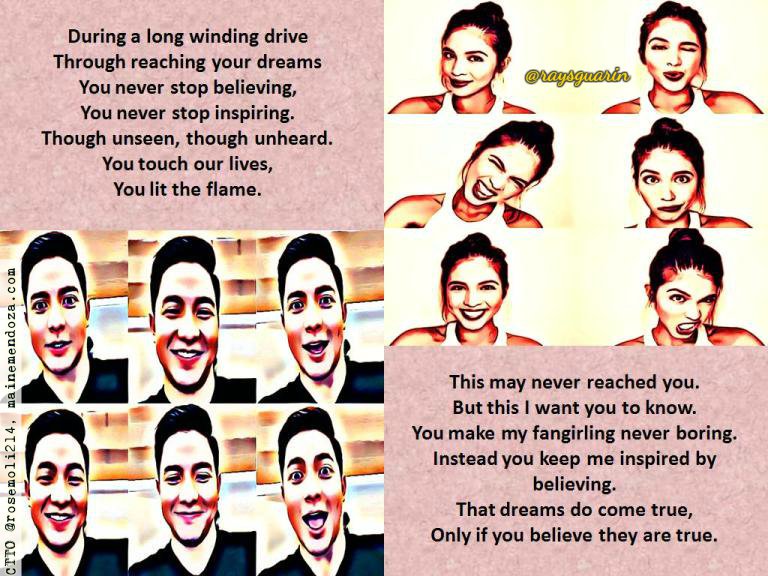 During a long winding drive
Through reaching your dreams
You never stop believing,
You never stop inspiring.
Though unseen, though unheard.
You touch our lives,
You lit the flame.
@raysguarin
CTTO @rosemoli214, mainemendoza.com
This may never reached you.
But this I want you to know.
You make my fangirling never boring.
Instead you keep me inspired by
believing.
That dreams do come true,
Only if you believe they are true.